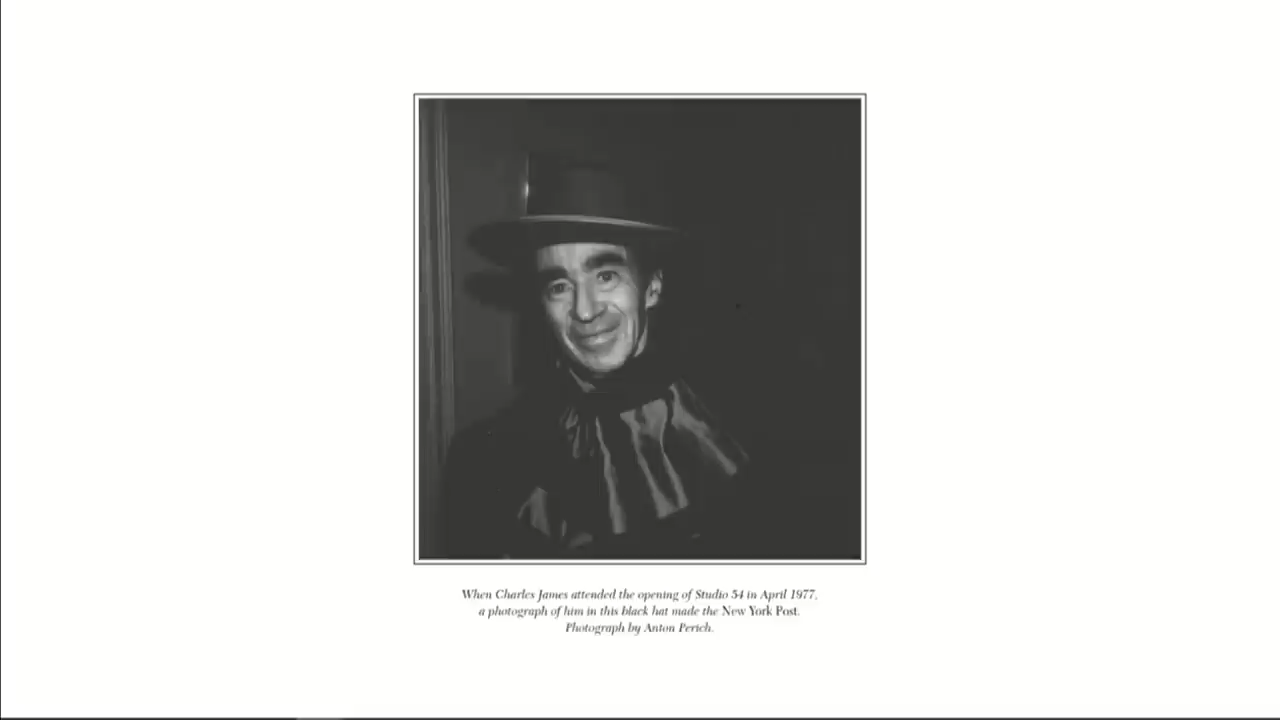 When Charles James attended the opening of Studio 54 in April 1977,
a photograph of him in this black hat made the New York Post.
Photograph by Anton Perich.